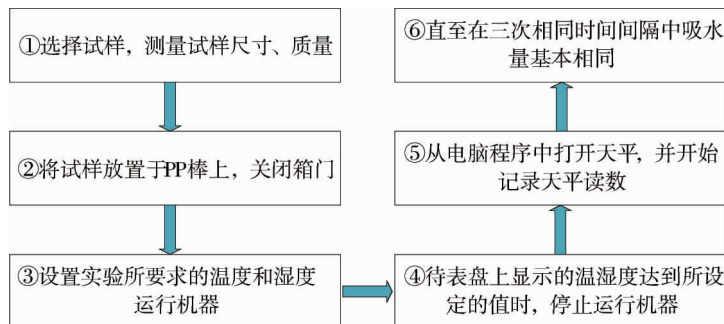 ①选择试样，测量试样尺寸、质量
②将试样放置于PP棒上，关闭箱门
③设置实验所要求的温度和湿度
运行机器
④待表盘上显示的温湿度达到所设
定的值时，停止运行机器
⑤从电脑程序中打开天平，并开始
记录天平读数
⑥直至在三次相同时间间隔中吸水
量基本相同